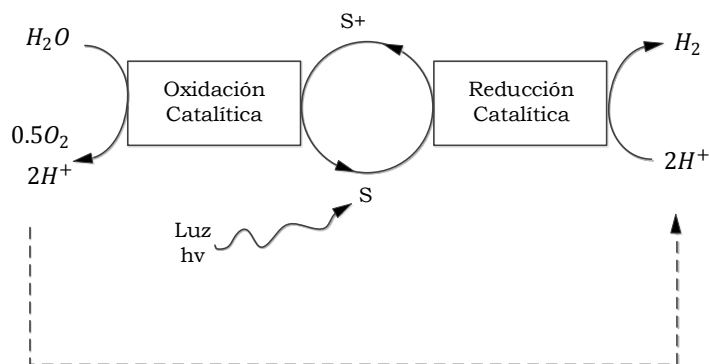 S+
H₂O
H₂
Oxidación
Catalítica
Reducción
Catalítica
0.5O₂
2H⁺
2H⁺
S
Luz
hv